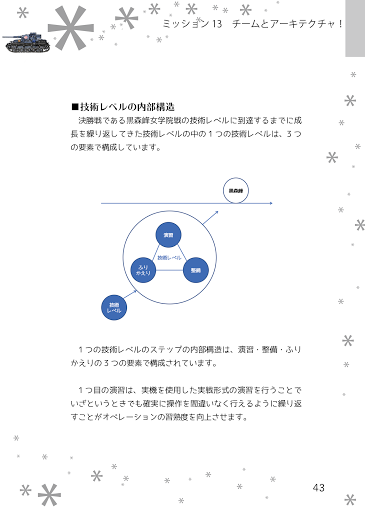 ミッション 13　チームとアーキテクチャ！
■技術レベルの内部構造
　決勝戦である黒森峰女学院戦の技術レベルに到達するまでに成
長を繰り返してきた技術レベルの中の 1 つの技術レベルは、3 つ
の要素で構成しています。
黒森峰
演習
技術レベル
ふり
かえり
整備
技術
レベル
　1 つの技術レベルのステップの内部構造は、演習・整備・ふり
かえりの 3 つの要素で構成されています。
　1 つ目の演習は、実機を使用した実戦形式の演習を行うことで
いざというときでも確実に操作を間違いなく行えるように繰り返
すことがオペレーションの習熟度を向上させます。
43